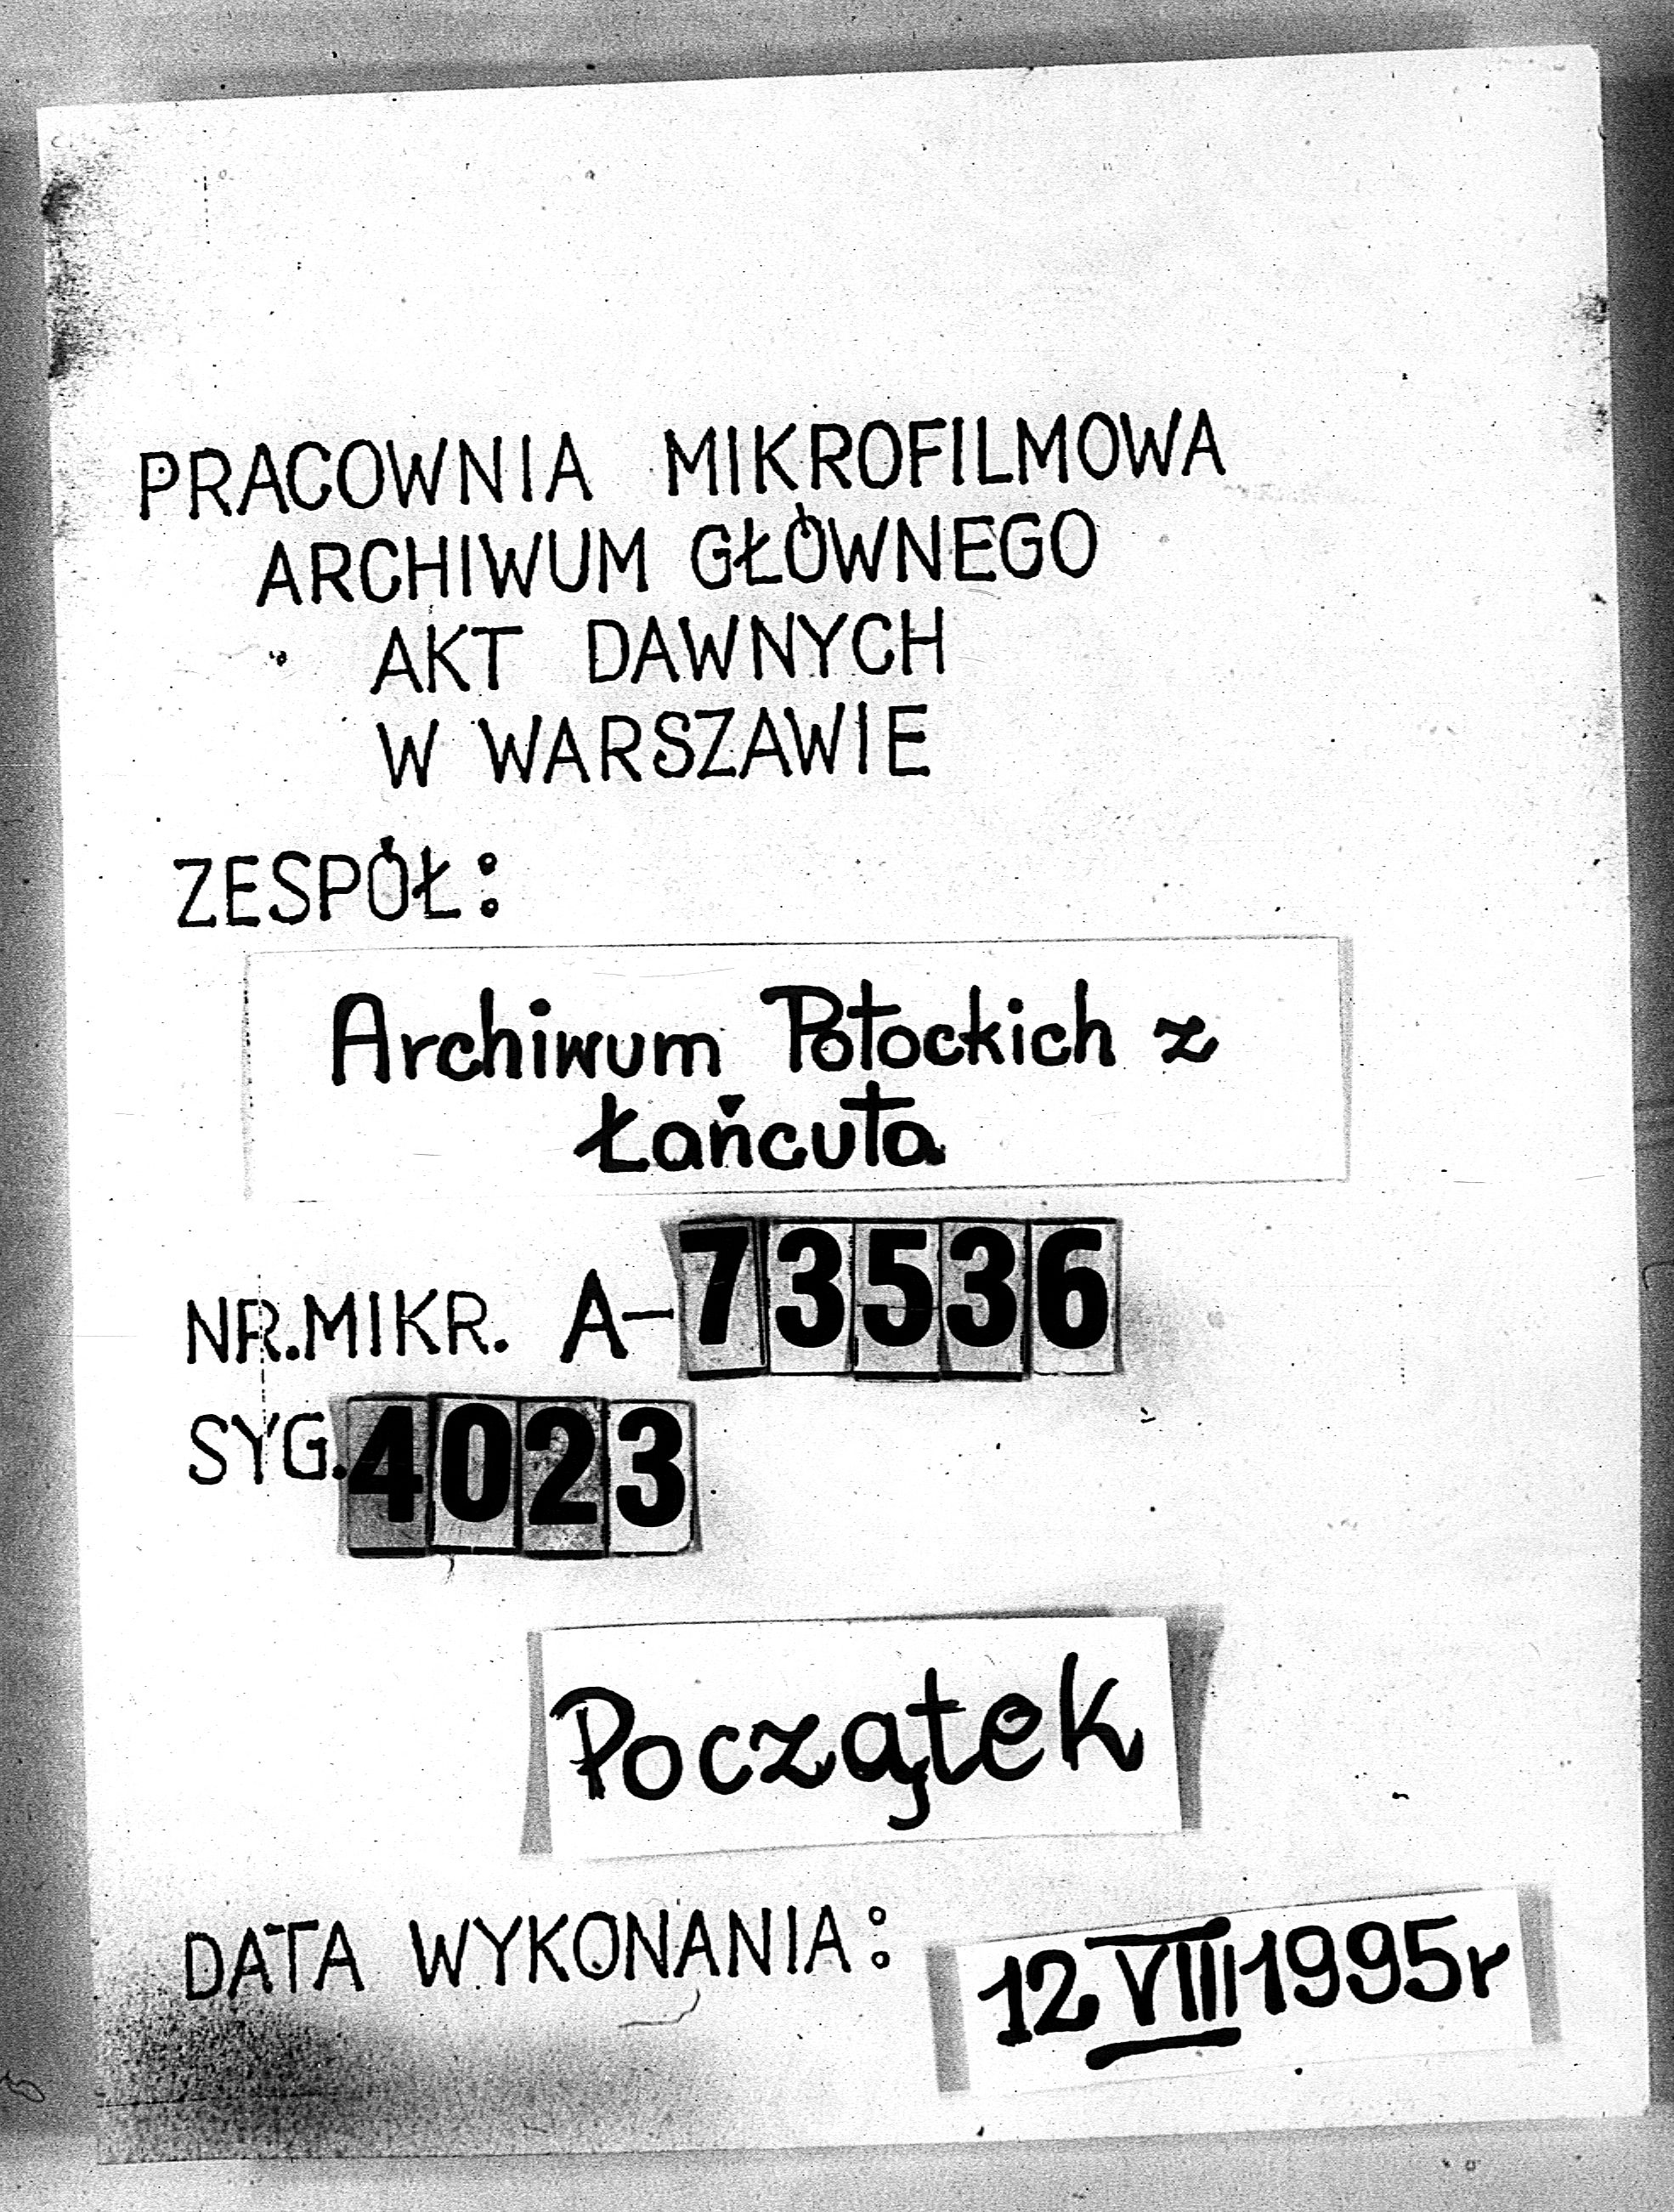 PRACOWNIA MIKROFILMOWA
ARCHIWUM GŁÓWNEGO
AKT DAWNYCH
W WARSZAWIE
ZESPÓŁ:
Archiwum Potockich z
Łańcuta
NR. MIKR. A-73536
SYG. 4023
Początek
DATA WYKONANIA: 12 VIII 1995r